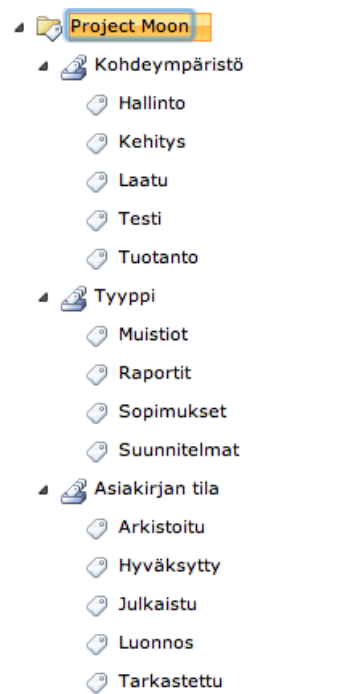 Project Moon
Kohdeympäristö
Hallinto
Kehitys
Laatu
Testi
Tuotanto
Tyyppi
Muistiot
Raportit
Sopimukset
Suunnitelmat
Asiakirjan tila
Arkistoitu
Hyväksytty
Julkaistu
Luonnos
Tarkastettu